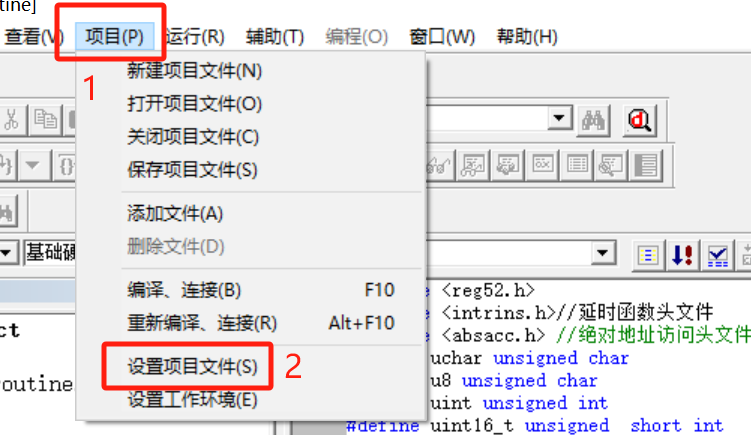 tine]
查看(V) 项目(P) 运行(R) 辅助(T) 编程(O) 窗口(W) 帮助(H)
1
新建项目文件(N)
打开项目文件(O)
关闭项目文件(C)
保存项目文件(S)
添加文件(A)
删除文件(D)
基础硬
编译、连接(B) F10
重新编译、连接(R) Alt+F10
设置项目文件(S) 2
设置工作环境(E)
ct
routine
e <reg52.h>
e <intrins.h>//延时函数头文件
e <absacc.h> //绝对地址访问头文件
uchar unsigned char
u8 unsigned char
uint unsigned int
#define uint16_t unsigned short int